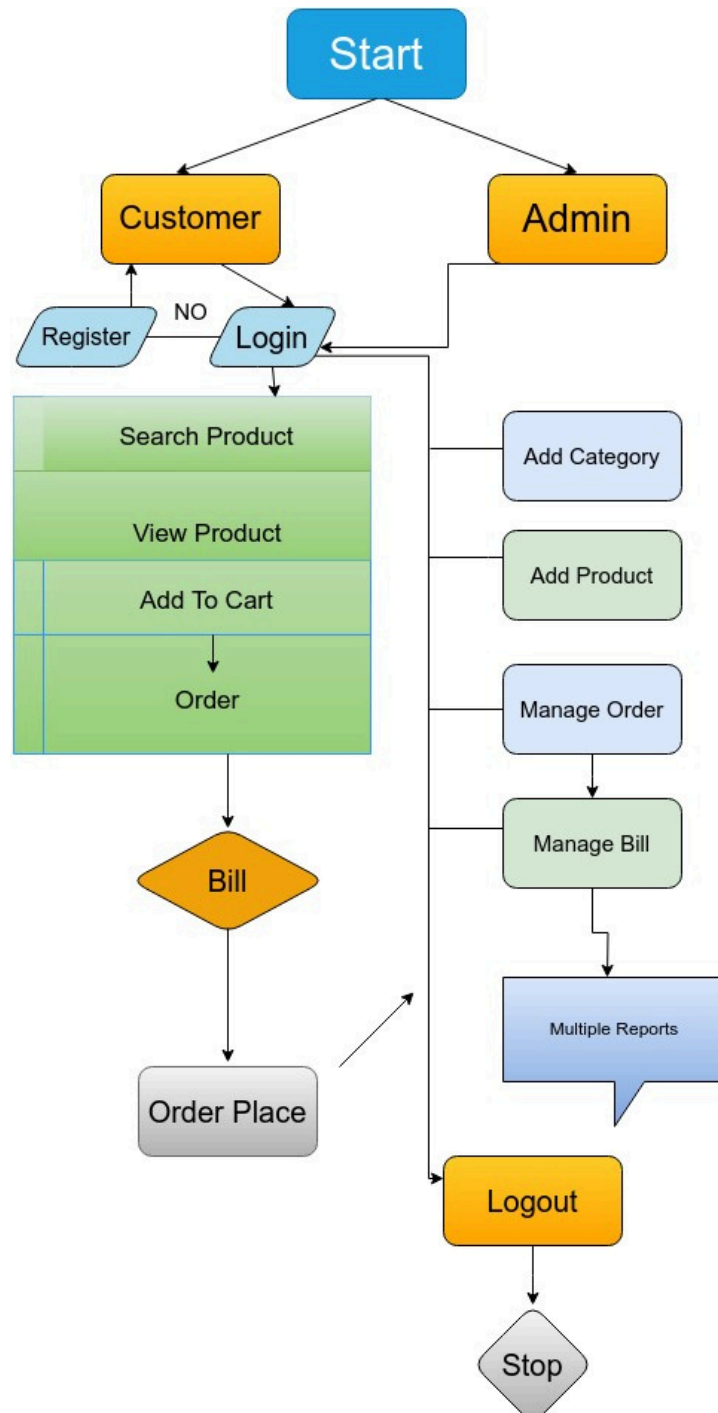 Start
Customer
Admin
NO
Register
Login
Search Product
Add Category
View Product
Add Product
Add To Cart
Order
Manage Order
Manage Bill
Bill
Multiple Reports
Order Place
Logout
Stop